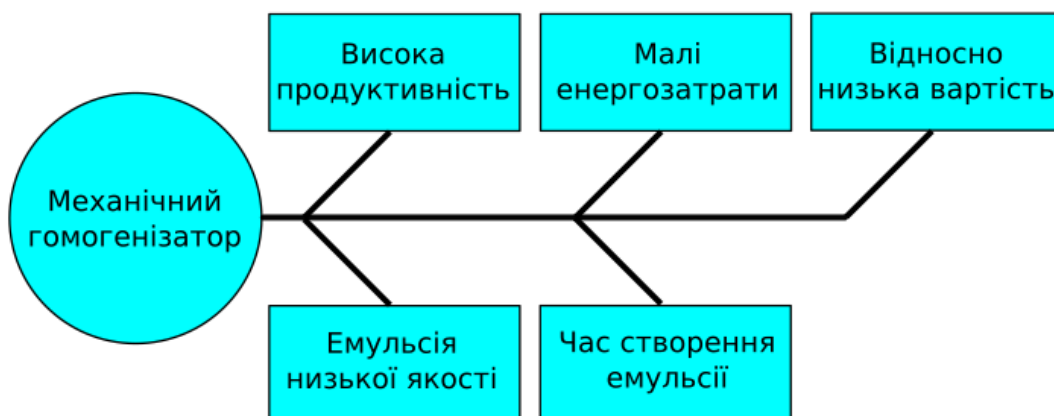 Висока
продуктивність
Малі
енергозатрати
Відносно
низька вартість
Механічний
гомогенізатор
Емульсія
низької якості
Час створення
емульсії